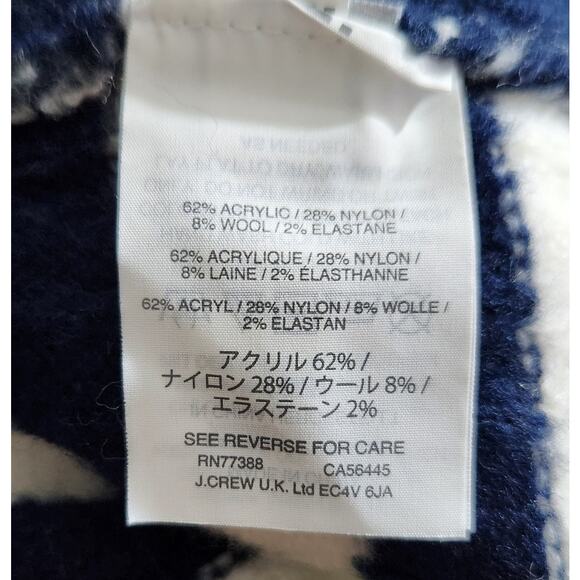 62% ACRYLIC / 28% NYLON /
8% WOOL / 2% ELASTANE
62% ACRYLIQUE / 28% NYLON /
8% LAINE / 2% ÉLASTHANNE
62% ACRYL / 28% NYLON / 8% WOLLE /
2% ELASTAN
アクリル 62% /
ナイロン 28% / ウール 8% /
エラステーン 2%
SEE REVERSE FOR CARE
RN77388 CA56445
J.CREW U.K. Ltd EC4V 6JA